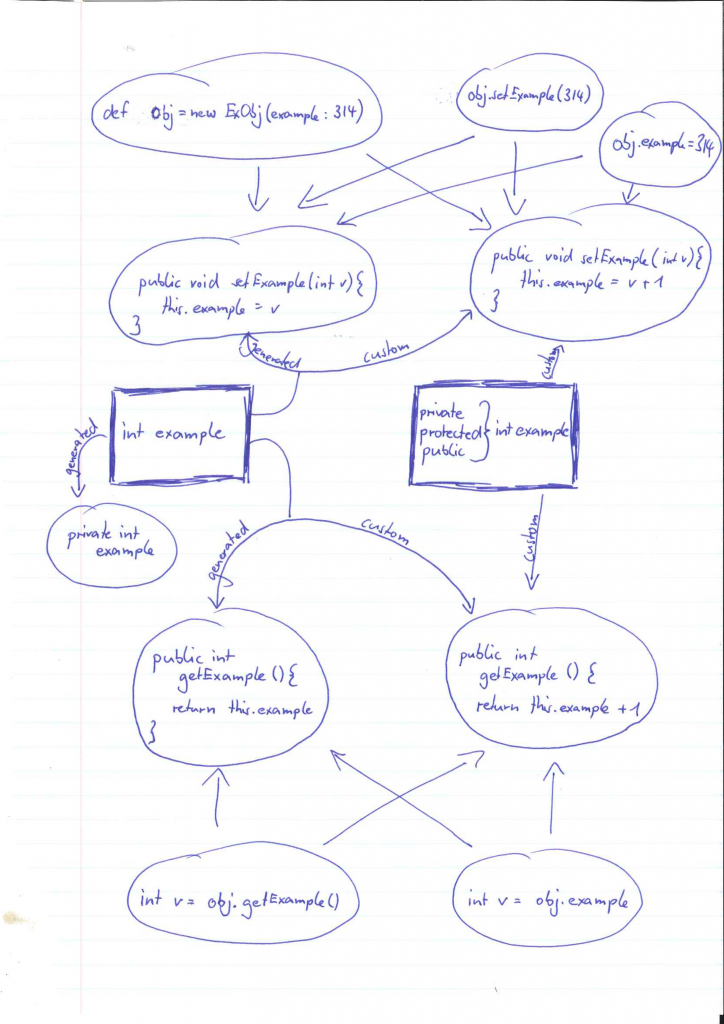 def Obj = new ExObj(example: 314)
obj.setExample(314)
obj.example = 314
public void setExample(int v){
this.example = v
}
public void setExample(int v){
this.example = v + 1
}
generated
custom
custom
int example
private
protected
public
} int example
generated
private int
example
generated
custom
custom
public int
getExample(){
return this.example
}
public int
getExample () {
return this.example + 1
int v = obj.getExample()
int v = obj.example